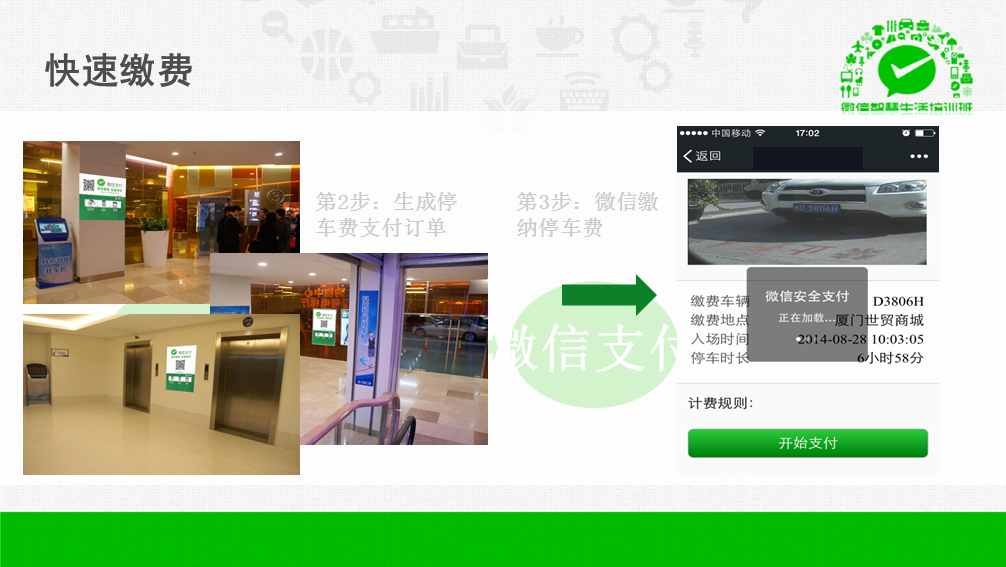 快速缴费
微信智慧生活培训班
第2步：生成停
车费支付订单
第3步：微信缴
纳停车费
微信支付
微信支付
中国移动
17:02
返回
D3806H
缴费车辆
D3806H
缴费地点
厦门世贸商城
入场时间
2014-08-28 10:03:05
停车时长
6小时58分
微信安全支付
正在加载...
计费规则：
开始支付